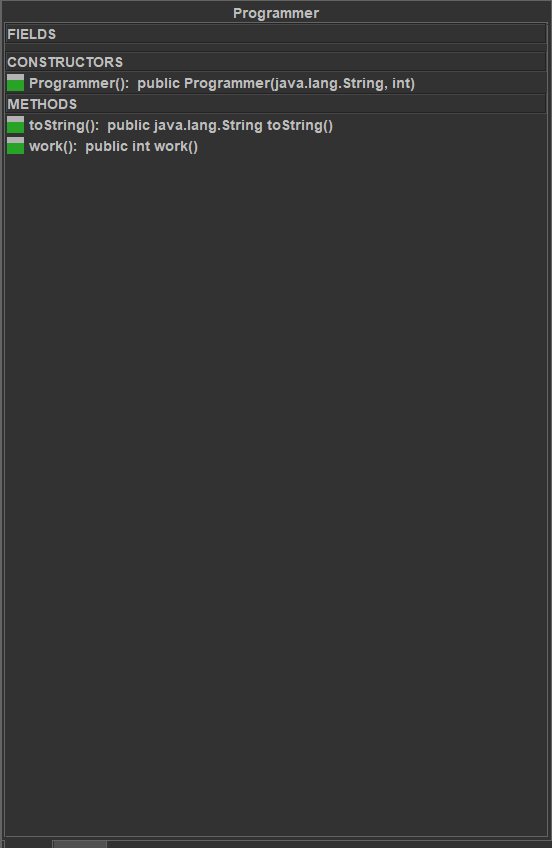 Programmer
FIELDS
CONSTRUCTORS
Programmer(): public Programmer(java.lang.String, int)
METHODS
toString(): public java.lang.String toString()
work(): public int work()